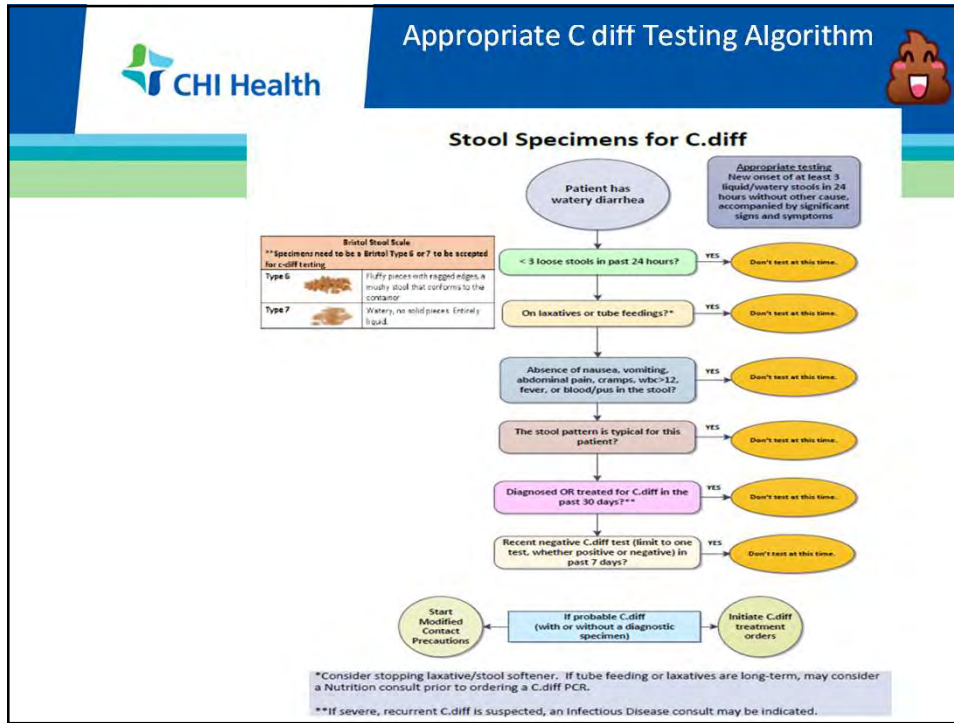 Appropriate C diff Testing Algorithm
CHI Health
Stool Specimens for C.diff
Patient has
watery diarrhea
Appropriate testing
New onset of at least 3
liquid/watery stools in 24
hours without other cause,
accompanied by significant
signs and symptoms
Bristol Stool Scale
**Specimens need to be a Bristol Type 6 or 7 to be accepted
for c-diff testing
Type 6
Fluffy pieces with ragged edges, a
mushy stool that conforms to the
container
Type 7
Watery, no solid pieces. Entirely
liquid.
< 3 loose stools in past 24 hours?
YES
Don't test at this time.
On laxatives or tube feedings?*
YES
Don't test at this time.
Absence of nausea, vomiting,
abdominal pain, cramps, wbc>12,
fever, or blood/pus in the stool?
YES
Don't test at this time.
The stool pattern is typical for this
patient?
YES
Don't test at this time.
Diagnosed OR treated for C.diff in the
past 30 days?**
YES
Don't test at this time.
Recent negative C.diff test (limit to one
test, whether positive or negative) in
past 7 days?
YES
Don't test at this time.
Start
Modified
Contact
Precautions
If probable C.diff
(with or without a diagnostic
specimen)
Initiate C.diff
treatment
orders
*Consider stopping laxative/stool softener. If tube feeding or laxatives are long-term, may consider
a Nutrition consult prior to ordering a C.diff PCR.
**If severe, recurrent C.diff is suspected, an Infectious Disease consult may be indicated.